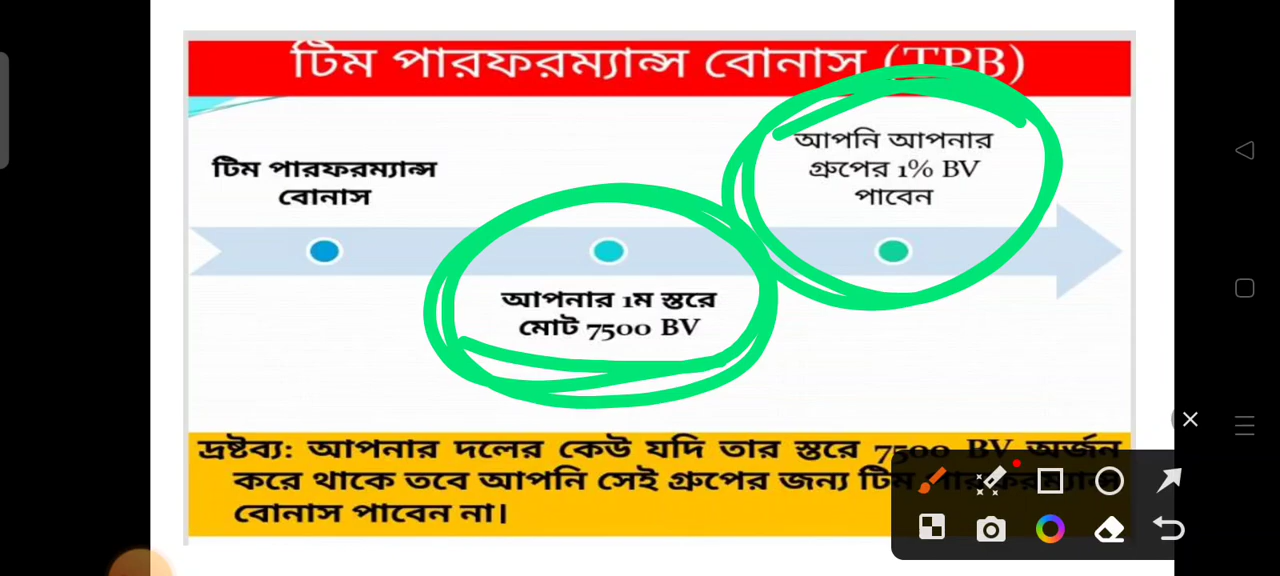 টিম পারফরম্যান্স বোনাস (TPB)
আপনি আপনার
গ্রুপের 1% BV
পাবেন
টিম পারফরম্যান্স
বোনাস
আপনার 1ম স্তরে
মোট 7500 BV
দ্রষ্টব্য: আপনার দলের কেউ যদি তার স্তরে 7500 BV অর্জন
করে থাকে তবে আপনি সেই গ্রুপের জন্য টিম পারফরম্যান্স
বোনাস পাবেন না।